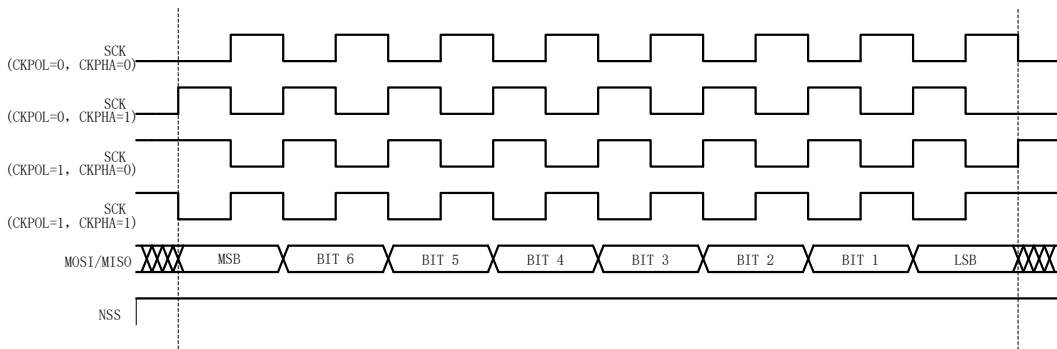 SCK
(CKPOL=0, CKPHA=0)
SCK
(CKPOL=0, CKPHA=1)
SCK
(CKPOL=1, CKPHA=0)
SCK
(CKPOL=1, CKPHA=1)
MOSI/MISO MSB BIT 6 BIT 5 BIT 4 BIT 3 BIT 2 BIT 1 LSB
NSS